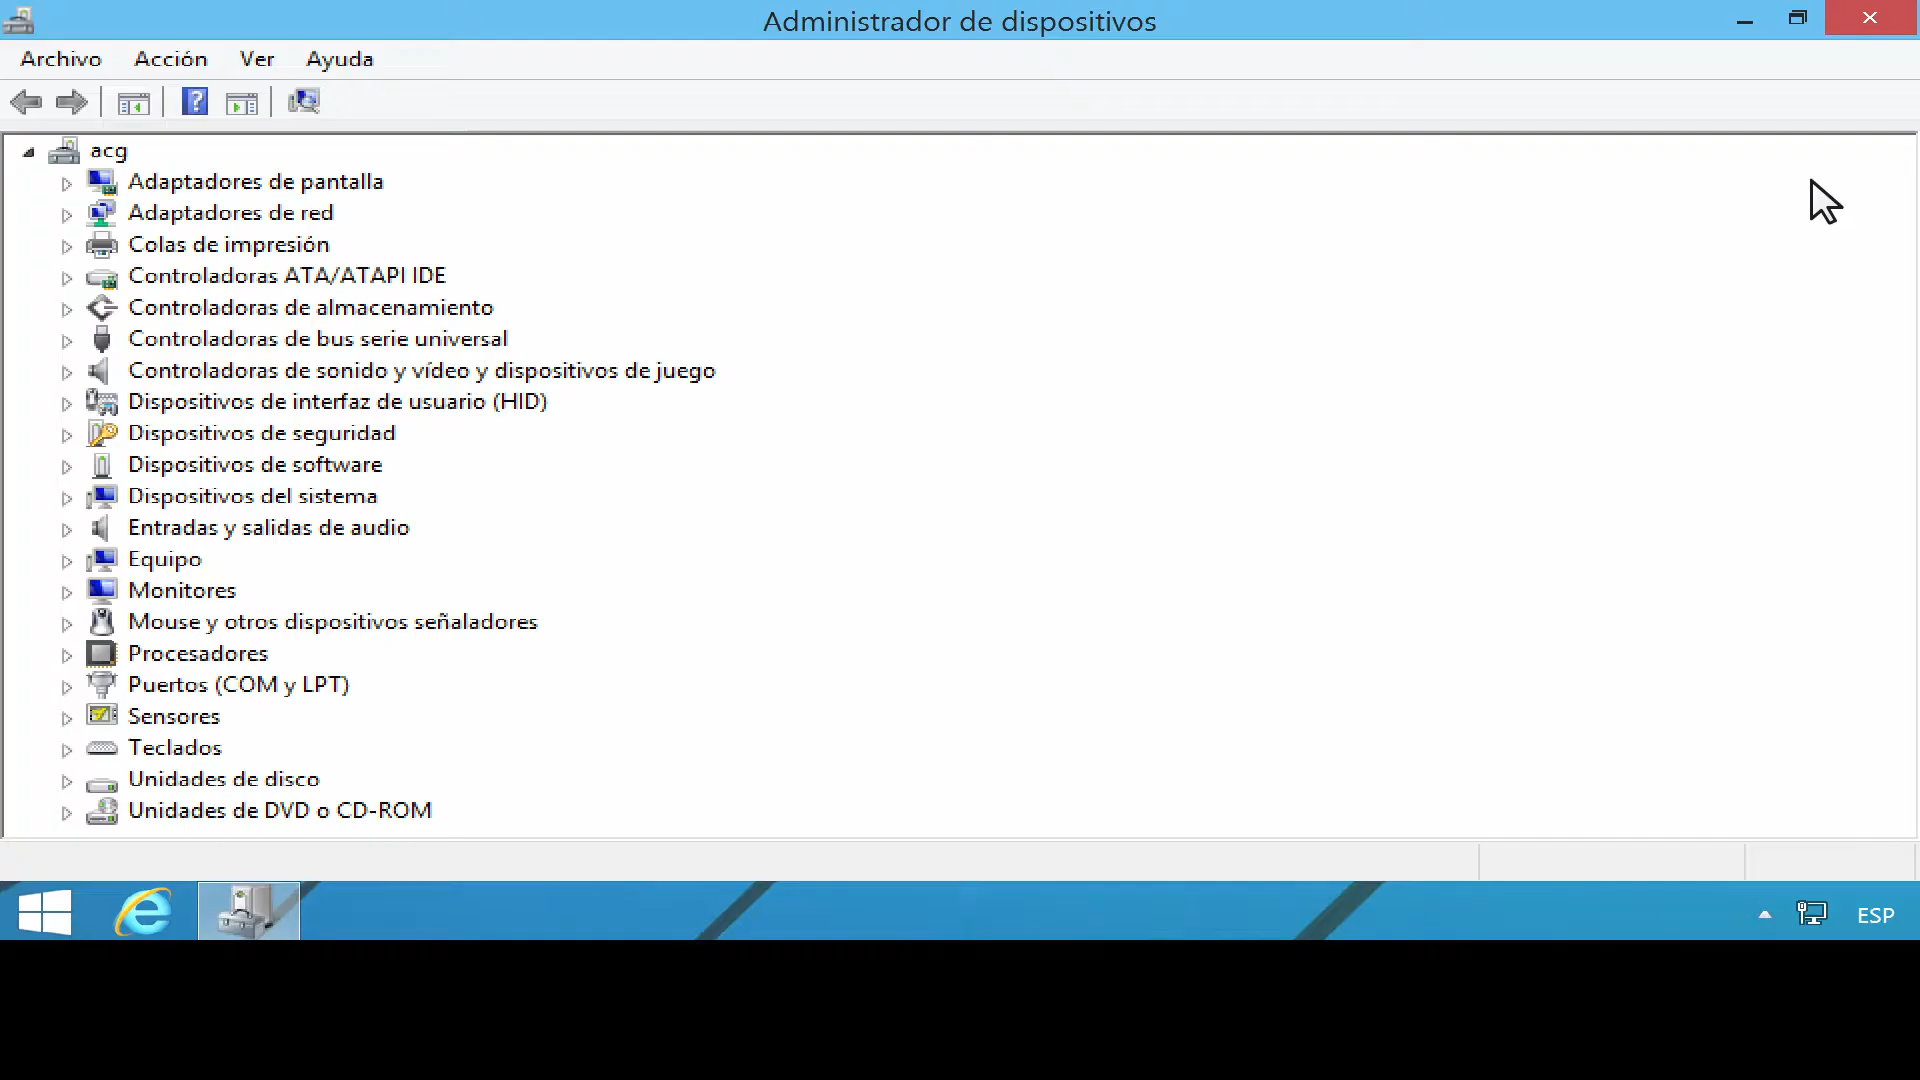 Administrador de dispositivos
Archivo Acción Ver Ayuda
acg
Adaptadores de pantalla
Adaptadores de red
Colas de impresión
Controladoras ATA/ATAPI IDE
Controladoras de almacenamiento
Controladoras de bus serie universal
Controladoras de sonido y vídeo y dispositivos de juego
Dispositivos de interfaz de usuario (HID)
Dispositivos de seguridad
Dispositivos de software
Dispositivos del sistema
Entradas y salidas de audio
Equipo
Monitores
Mouse y otros dispositivos señaladores
Procesadores
Puertos (COM y LPT)
Sensores
Teclados
Unidades de disco
Unidades de DVD o CD-ROM
ESP